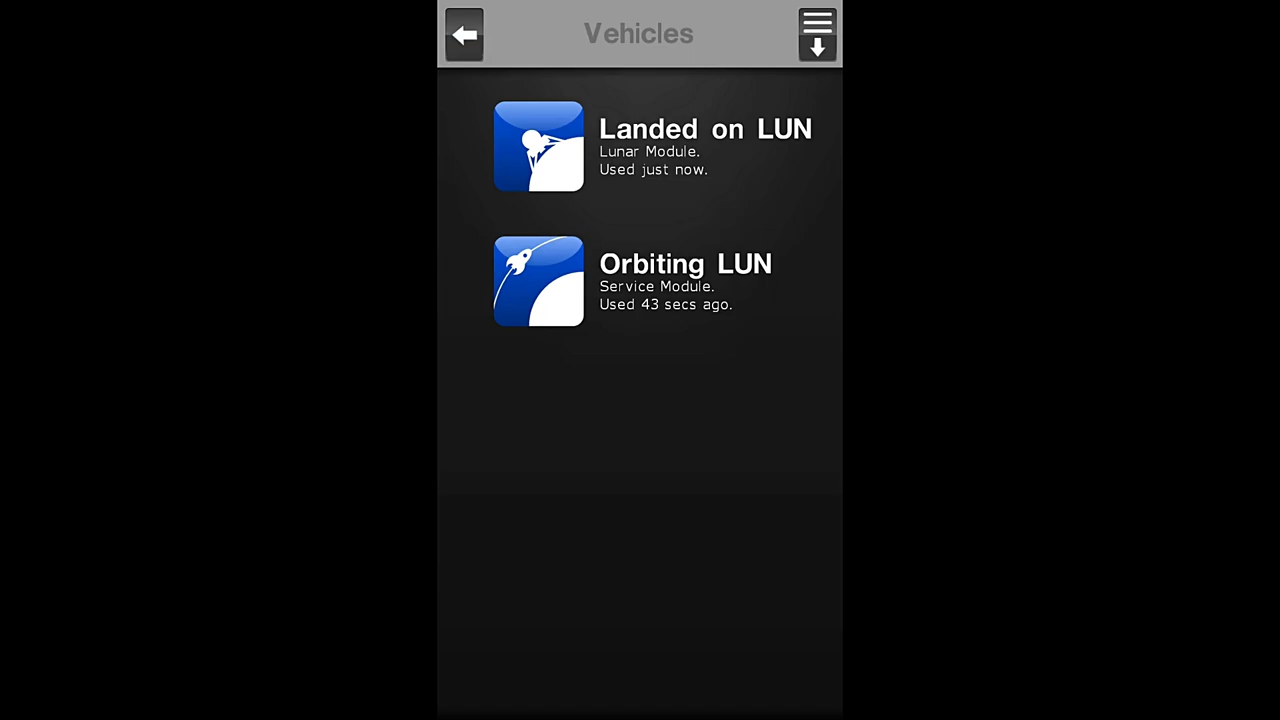 Vehicles
Landed on LUN
Lunar Module.
Used just now.
Orbiting LUN
Service Module.
Used 43 secs ago.